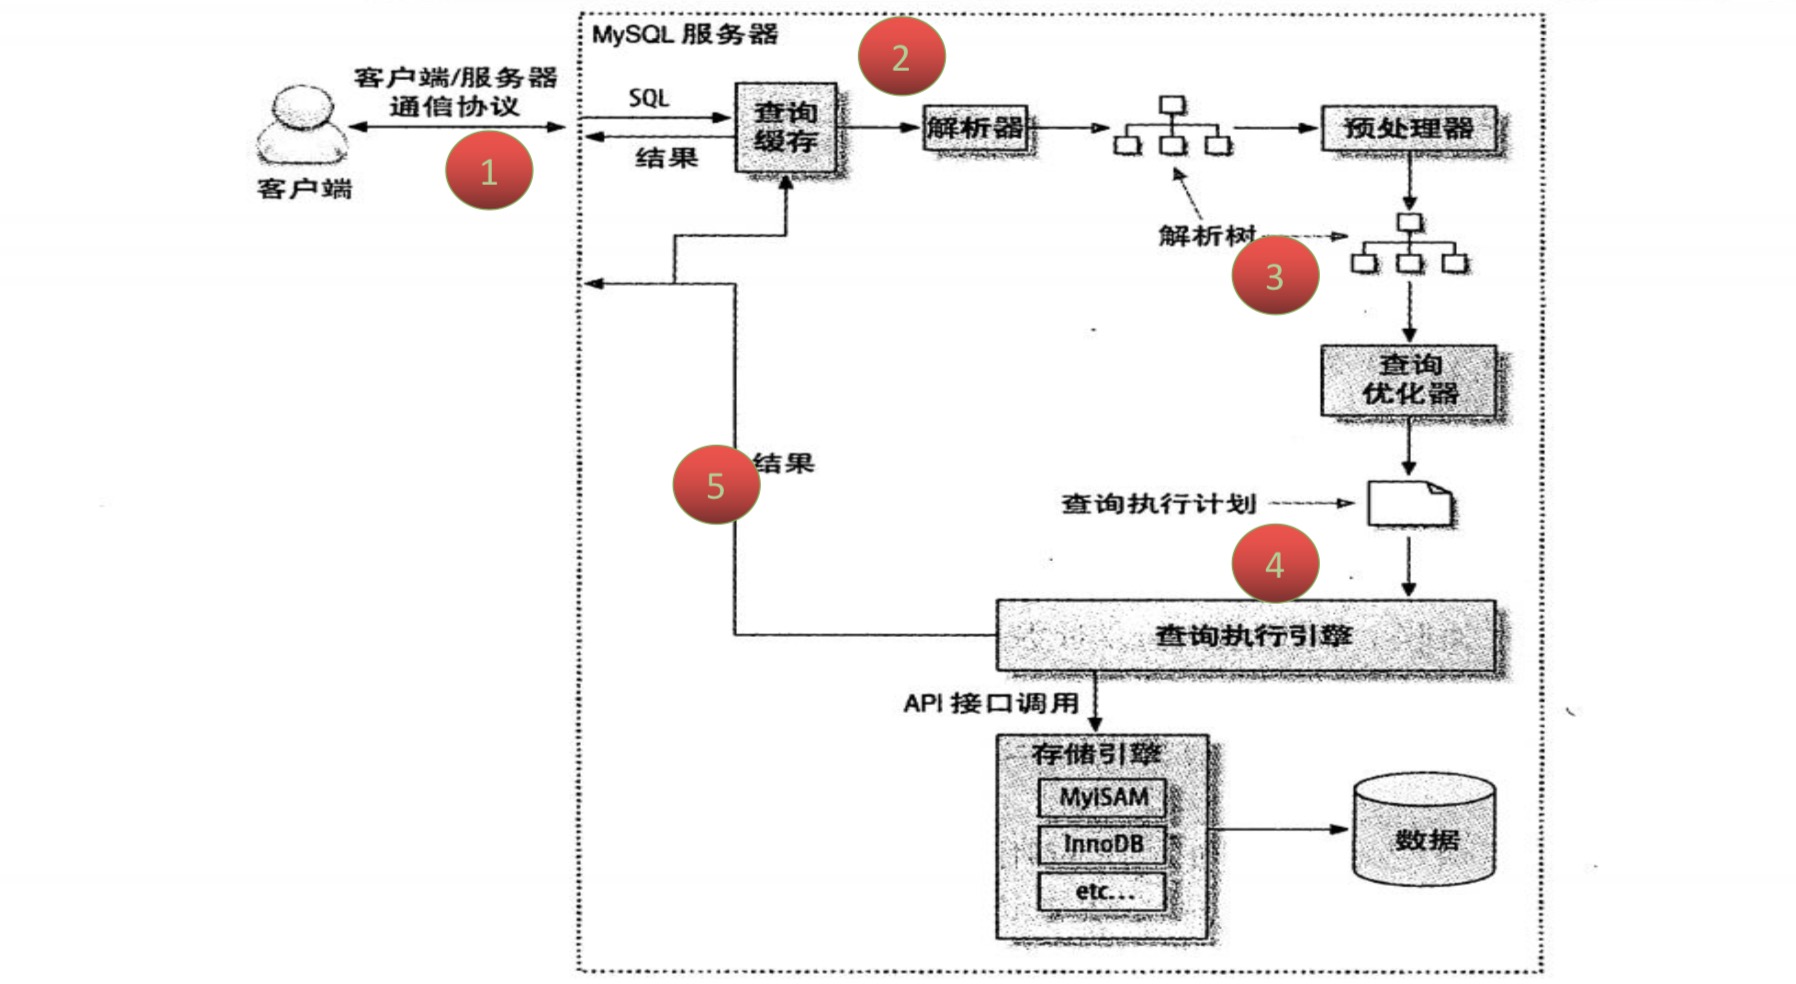 MySQL 服务器
2
客户端/服务器
通信协议
1
客户端
SQL
结果
查询
缓存
解析器
预处理器
解析树
3
查询
优化器
结果
5
查询执行计划
4
查询执行引擎
API 接口调用
存储引擎
MyISAM
InnoDB
etc...
数据